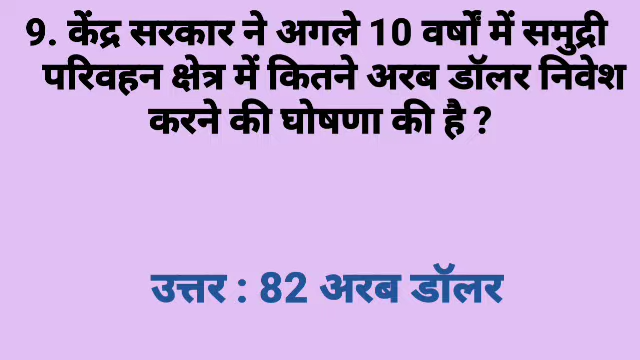 9. केंद्र सरकार ने अगले 10 वर्षों में समुद्री
परिवहन क्षेत्र में कितने अरब डॉलर निवेश
करने की घोषणा की है ?
उत्तर : 82 अरब डॉलर